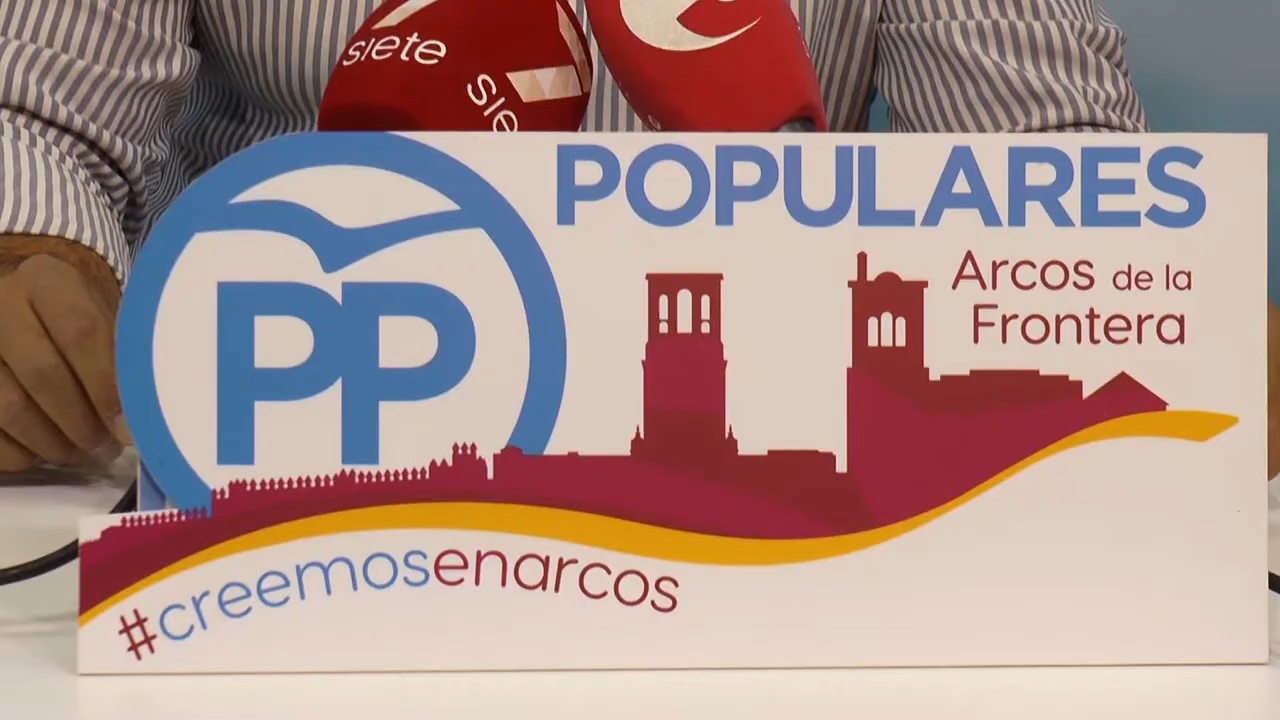 siete
sie
POPULARES
PP
Arcos de la
Frontera
#creemosenarcos